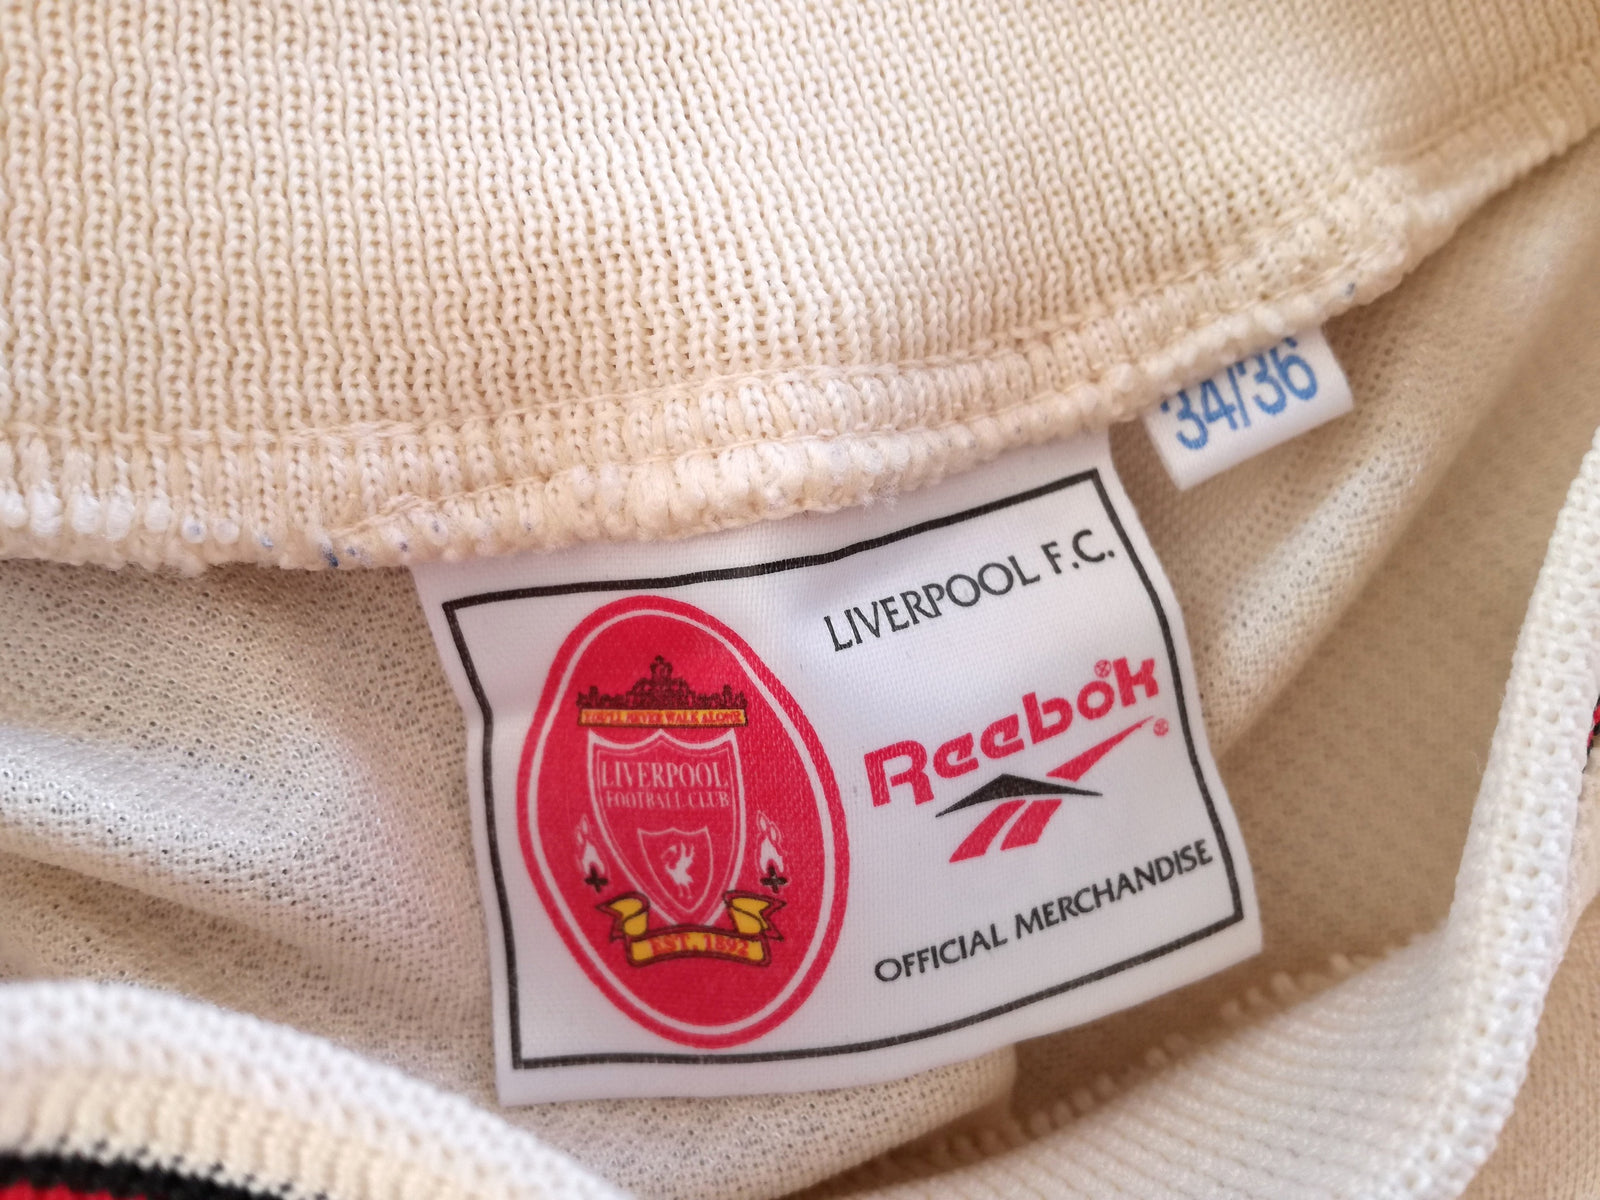 34/36
LIVERPOOL F.C.
Reebok
®
OFFICIAL MERCHANDISE
YOU'LL NEVER WALK ALONE
LIVERPOOL
FOOTBALL CLUB
EST. 1892